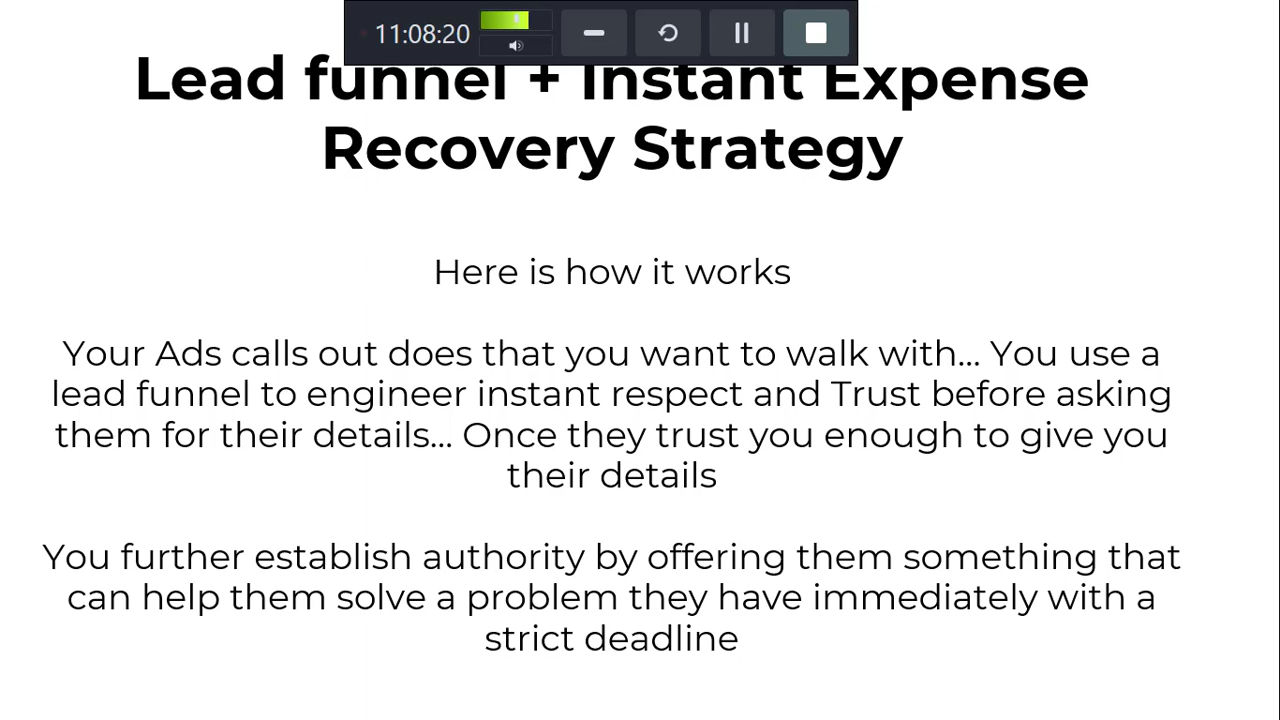 11:08:20
Lead funnel + Instant Expense
Recovery Strategy
Here is how it works
Your Ads calls out does that you want to walk with... You use a
lead funnel to engineer instant respect and Trust before asking
them for their details... Once they trust you enough to give you
their details
You further establish authority by offering them something that
can help them solve a problem they have immediately with a
strict deadline